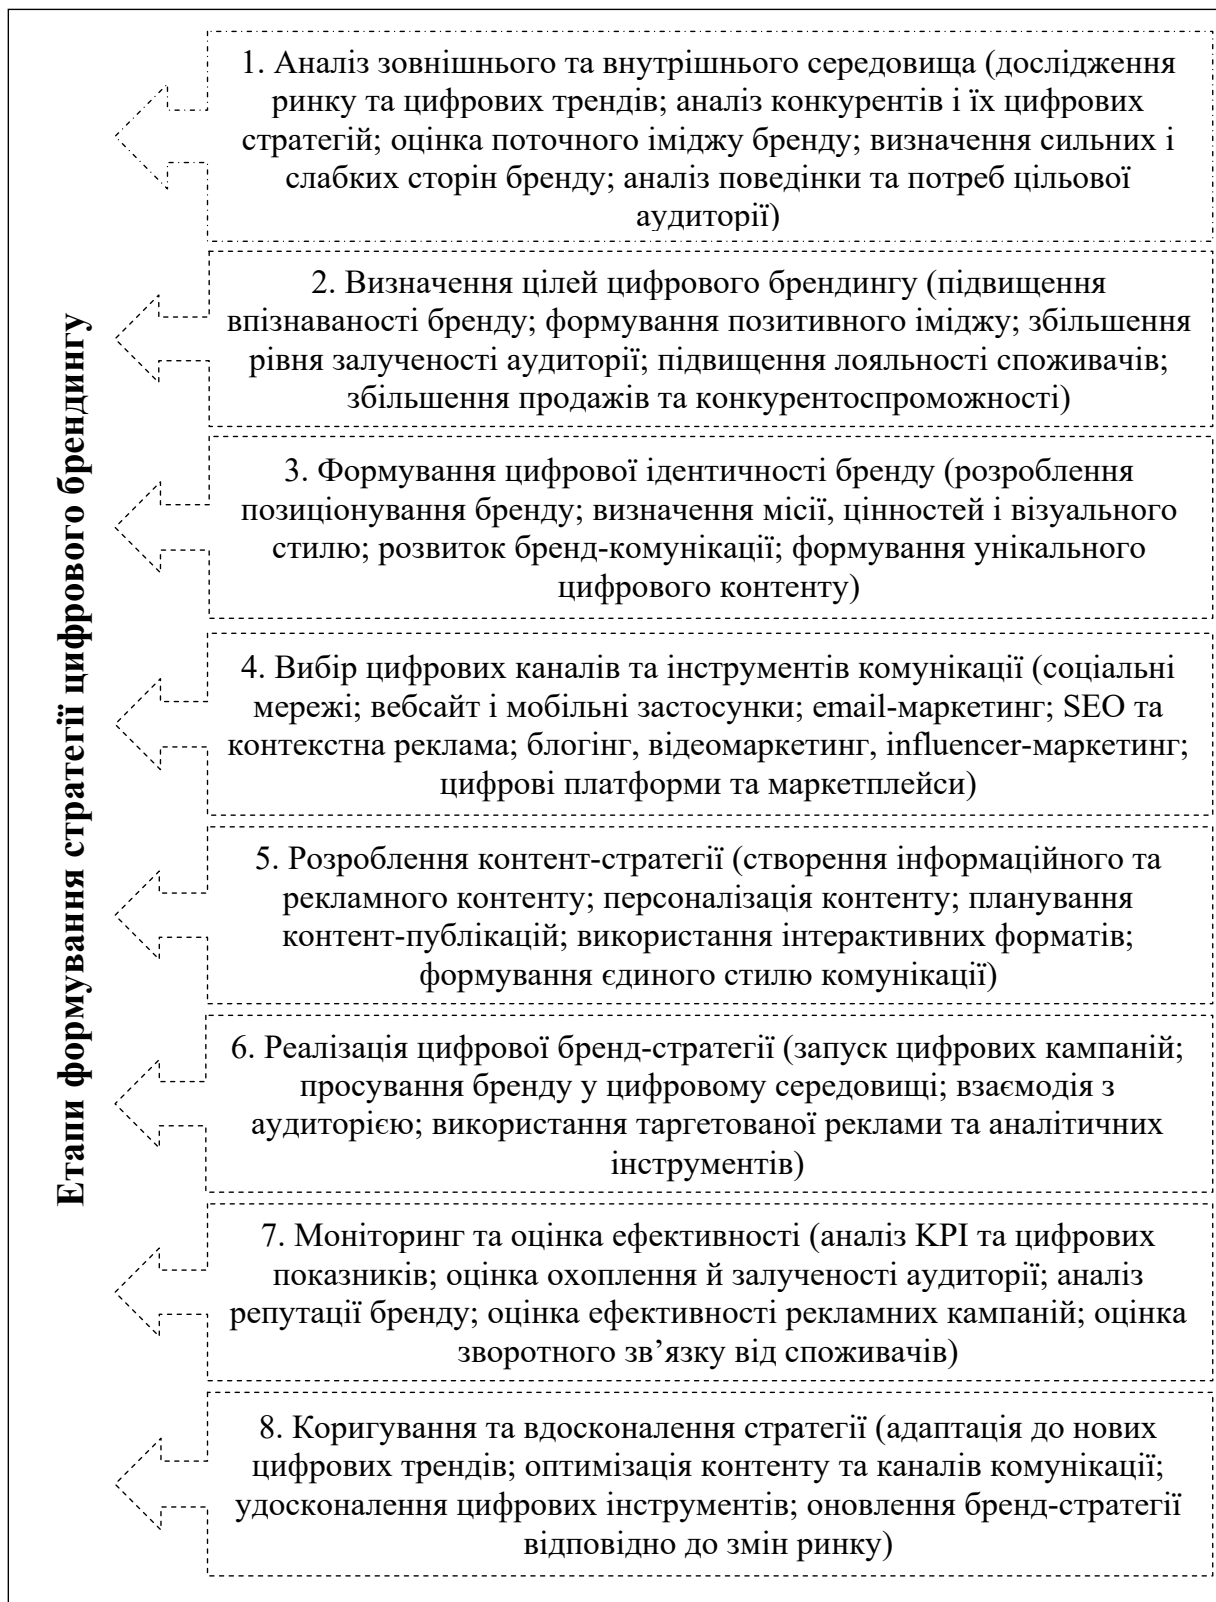 Етапи формування стратегії цифрового брендингу
1. Аналіз зовнішнього та внутрішнього середовища (дослідження
ринку та цифрових трендів; аналіз конкурентів і їх цифрових
стратегій; оцінка поточного іміджу бренду; визначення сильних і
слабких сторін бренду; аналіз поведінки та потреб цільової
аудиторії)
2. Визначення цілей цифрового брендингу (підвищення
впізнаваності бренду; формування позитивного іміджу; збільшення
рівня залученості аудиторії; підвищення лояльності споживачів;
збільшення продажів та конкурентоспроможності)
3. Формування цифрової ідентичності бренду (розроблення
позиціонування бренду; визначення місії, цінностей і візуального
стилю; розвиток бренд-комунікації; формування унікального
цифрового контенту)
4. Вибір цифрових каналів та інструментів комунікації (соціальні
мережі; вебсайт і мобільні застосунки; email-маркетинг; SEO та
контекстна реклама; блогінг, відеомаркетинг, influencer-маркетинг;
цифрові платформи та маркетплейси)
5. Розроблення контент-стратегії (створення інформаційного та
рекламного контенту; персоналізація контенту; планування
контент-публікацій; використання інтерактивних форматів;
формування єдиного стилю комунікації)
6. Реалізація цифрової бренд-стратегії (запуск цифрових кампаній;
просування бренду у цифровому середовищі; взаємодія з
аудиторією; використання таргетованої реклами та аналітичних
інструментів)
7. Моніторинг та оцінка ефективності (аналіз KPI та цифрових
показників; оцінка охоплення й залученості аудиторії; аналіз
репутації бренду; оцінка ефективності рекламних кампаній; оцінка
зворотного зв’язку від споживачів)
8. Коригування та вдосконалення стратегії (адаптація до нових
цифрових трендів; оптимізація контенту та каналів комунікації;
удосконалення цифрових інструментів; оновлення бренд-стратегії
відповідно до змін ринку)